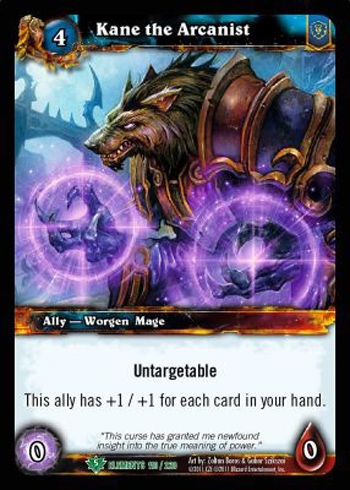 4
Kane the Arcanist
Ally — Worgen Mage
Untargetable
This ally has +1 / +1 for each card in your hand.
"This curse has granted me newfound
insight into the true meaning of power."
0
0
ELEMENTS
Art by: Zoltan Boros & Gabor Szikszai